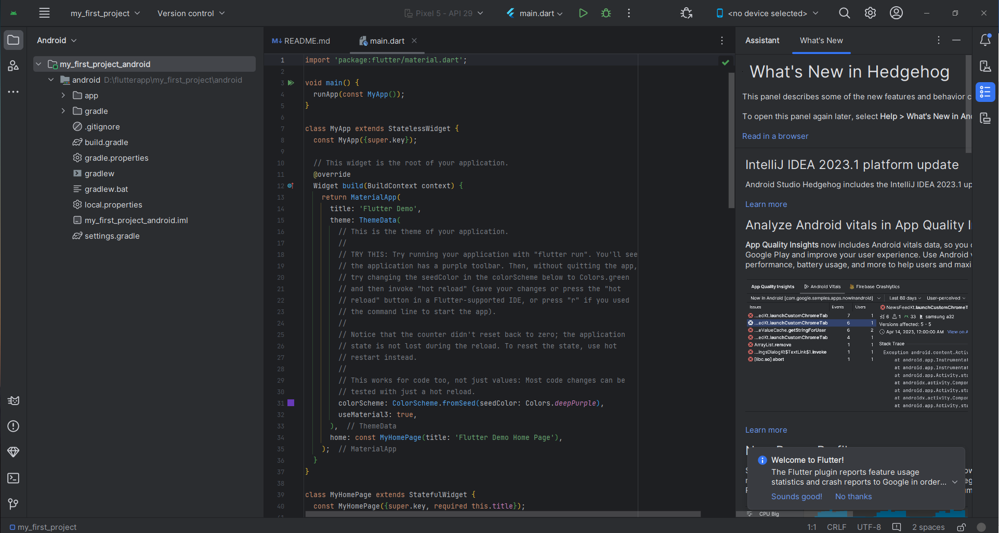 my_first_project
Version control
Pixel 5 - API 29
main.dart
<no device selected>
Android
my_first_project_android
android D:\flutterapp\my_first_project\android
app
gradle
.gitignore
build.gradle
gradle.properties
gradlew
gradlew.bat
local.properties
my_first_project_android.iml
settings.gradle
M↓ README.md
main.dart
1 import 'package:flutter/material.dart';
2
3 void main() {
4 runApp(const MyApp());
5 }
6
7 class MyApp extends StatelessWidget {
8 const MyApp({super.key});
9
10 // This widget is the root of your application.
11 @override
12 Widget build(BuildContext context) {
13 return MaterialApp(
14 title: 'Flutter Demo',
15 theme: ThemeData(
16 // This is the theme of your application.
17 //
18 // TRY THIS: Try running your application with "flutter run". You'll see
19 // the application has a purple toolbar. Then, without quitting the app,
20 // try changing the seedColor in the colorScheme below to Colors.green
21 // and then invoke "hot reload" (save your changes or press the "hot
22 // reload" button in a Flutter-supported IDE, or press "r" if you used
23 // the command line to start the app).
24 //
25 // Notice that the counter didn't reset back to zero; the application
26 // state is not lost during the reload. To reset the state, use hot
27 // restart instead.
28 //
29 // This works for code too, not just values: Most code changes can be
30 // tested with just a hot reload.
31 colorScheme: ColorScheme.fromSeed(seedColor: Colors.deepPurple),
32 useMaterial3: true,
33 ), // ThemeData
34 home: const MyHomePage(title: 'Flutter Demo Home Page'),
35 ); // MaterialApp
36 }
37 }
38
39 class MyHomePage extends StatefulWidget {
40 const MyHomePage({super.key, required this.title});
Assistant
What's New
What's New in Hedgehog
This panel describes some of the new features and behavior c
To open this panel again later, select Help > What's New in An
Read in a browser
IntelliJ IDEA 2023.1 platform update
Android Studio Hedgehog includes the IntelliJ IDEA 2023.1 up
Learn more
Analyze Android vitals in App Quality I
App Quality Insights now includes Android vitals data, so you
Google Play and improve your user experience. Use Android v
performance, battery usage, and more to help users and maxi
App Quality Insights Android Vitals Firebase Crashlytics
Now in Android [com.google.samples.apps.nowinandroid] Last 60 days User-perceived
Issues Events Users
...edKt.launchCustomChromeTab 7 1
...edKt.launchCustomChromeTab 6 1
...eValueCache.getStringForUser 6 2
...edKt.launchCustomChromeTab 4 1
ArrayList.remove 1 1
...ingsDialogKt$TextLink$1.invoke 1 1
[libc.so] abort 1 1
NewsFeedKt.launchCustomChromeT
6 1 33 samsung a32
Versions affected: 5 - 5
Apr 14, 2023, 12:00:00 AM View on A
Stack Trace
Exception android.content.Activ
at android.app.Instrumentat
at android.app.Instrumentat
at android.app.Activity.sta
at androidx.activity.Compor
at android.app.Activity.sta
at androidx.activity.Compor
at android.app.Activity.sta
Learn more
Welcome to Flutter!
The Flutter plugin reports feature usage
statistics and crash reports to Google in order...
Sounds good! No thanks
CPU Big
my_first_project
1:1 CRLF UTF-8 2 spaces